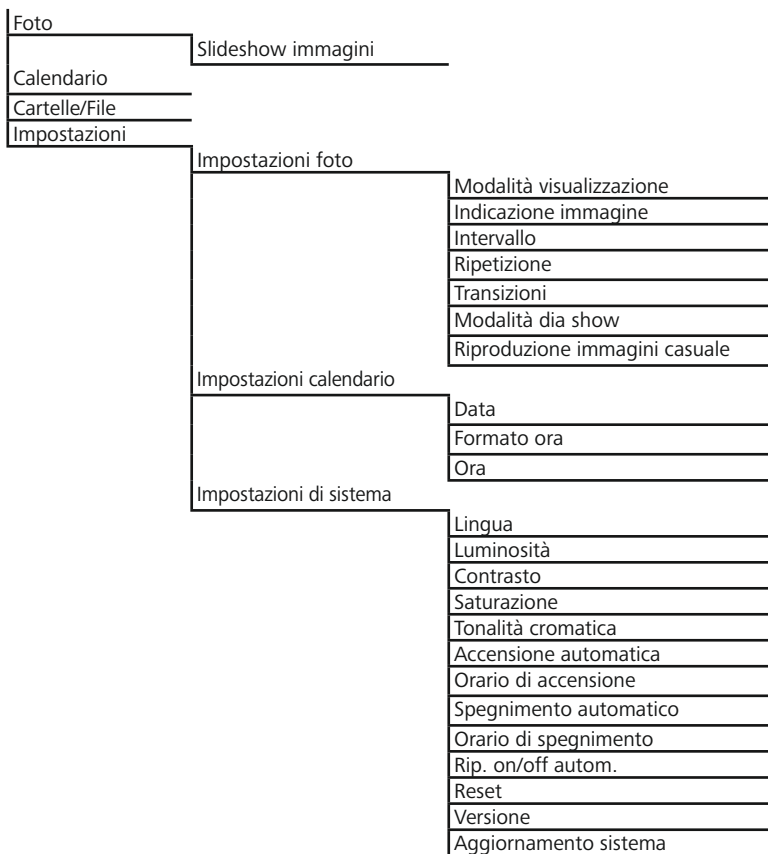 Foto
Slideshow immagini
Calendario
Cartelle/File
Impostazioni
Impostazioni foto
Modalità visualizzazione
Indicazione immagine
Intervallo
Ripetizione
Transizioni
Modalità dia show
Riproduzione immagini casuale
Impostazioni calendario
Data
Formato ora
Ora
Impostazioni di sistema
Lingua
Luminosità
Contrasto
Saturazione
Tonalità cromatica
Accensione automatica
Orario di accensione
Spegnimento automatico
Orario di spegnimento
Rip. on/off autom.
Reset
Versione
Aggiornamento sistema